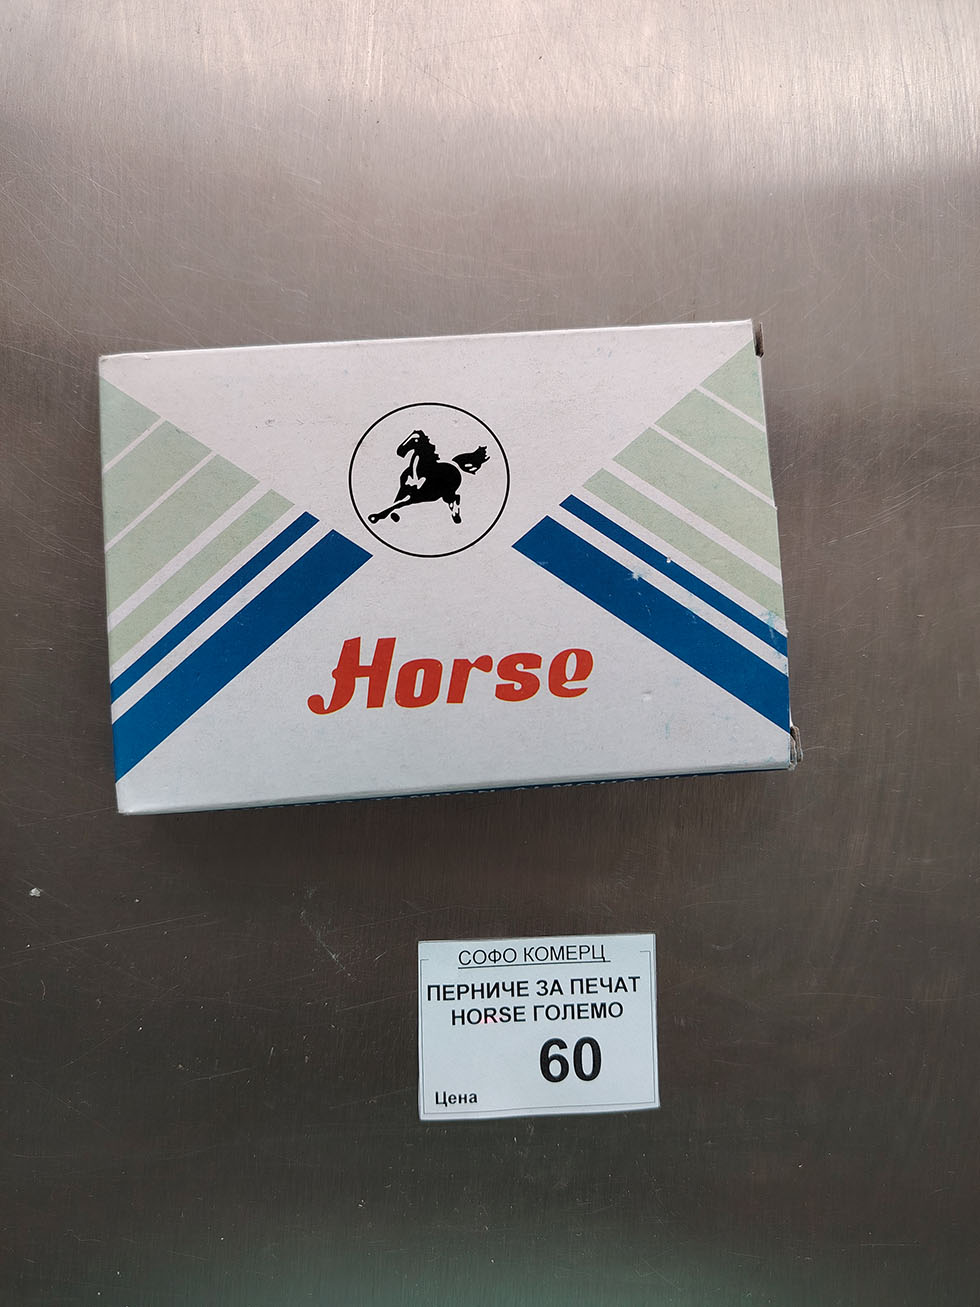 Horse
СОФО КОМЕРЦ
ПЕРНИЧЕ ЗА ПЕЧАТ
HORSE ГОЛЕМО
60
Цена